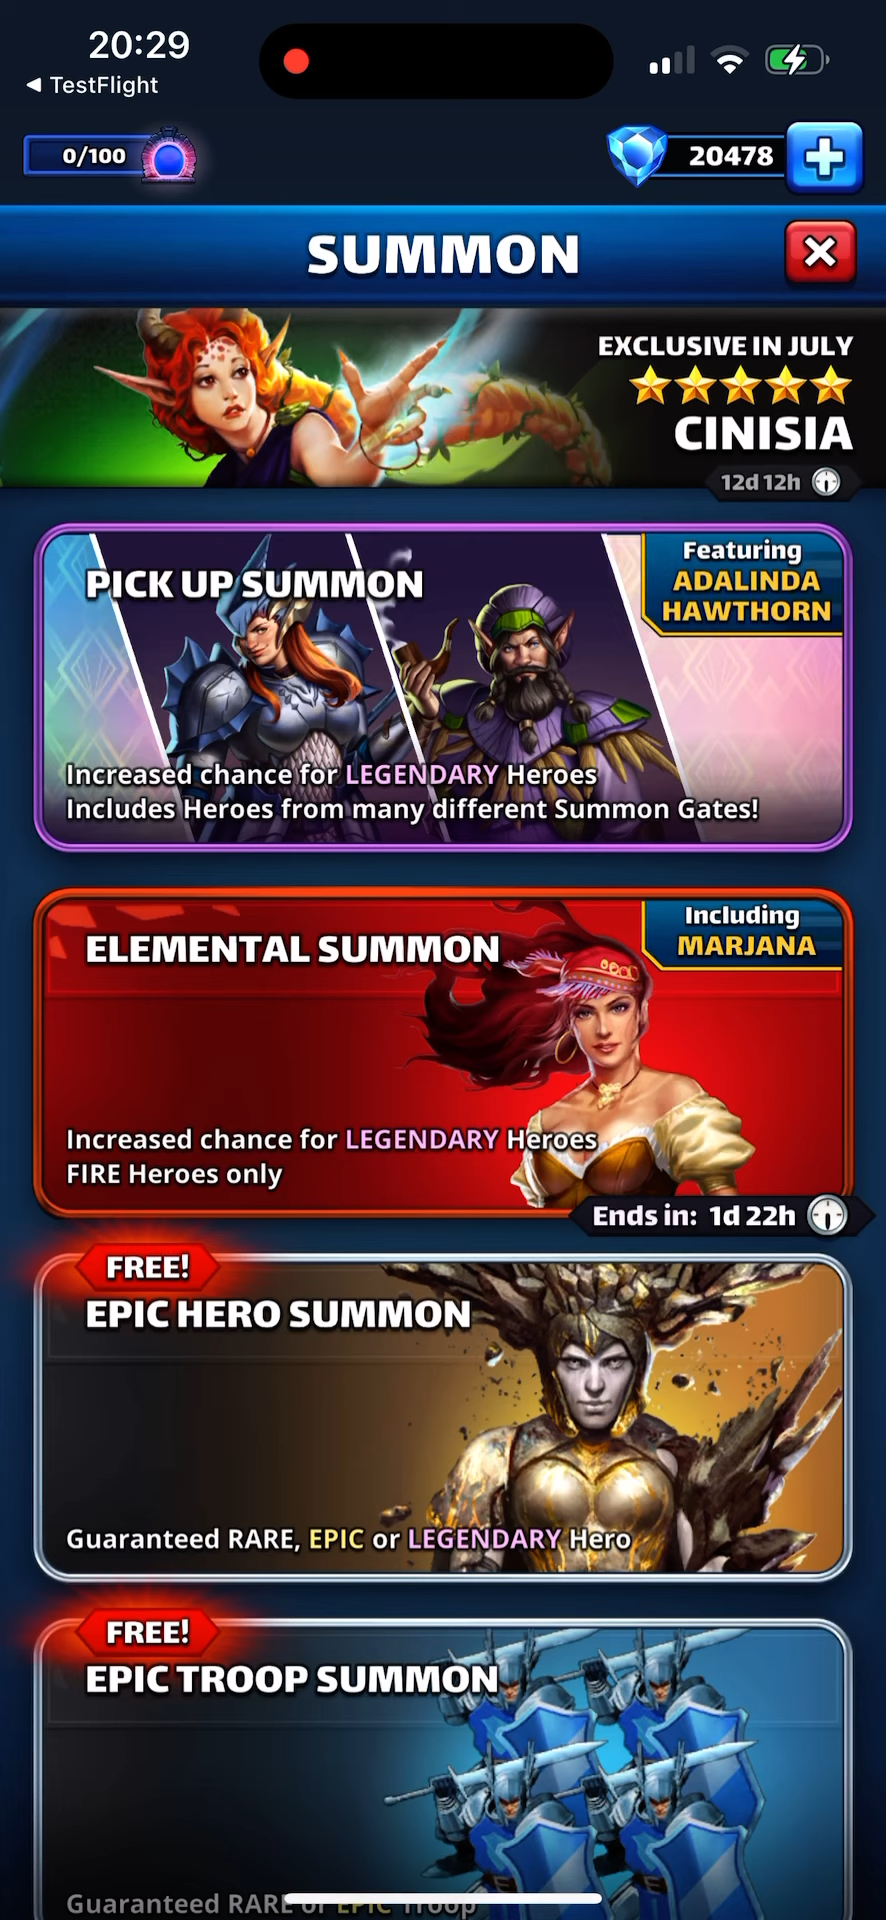 20:29
◀ TestFlight
0/100
20478
SUMMON
EXCLUSIVE IN JULY
CINISIA
12d 12h
Featuring
ADALINDA
HAWTHORN
PICK UP SUMMON
Increased chance for LEGENDARY Heroes
Includes Heroes from many different Summon Gates!
Including
MARJANA
ELEMENTAL SUMMON
Increased chance for LEGENDARY Heroes
FIRE Heroes only
Ends in: 1d 22h
FREE!
EPIC HERO SUMMON
Guaranteed RARE, EPIC or LEGENDARY Hero
FREE!
EPIC TROOP SUMMON
Guaranteed RARE or EPIC Troop